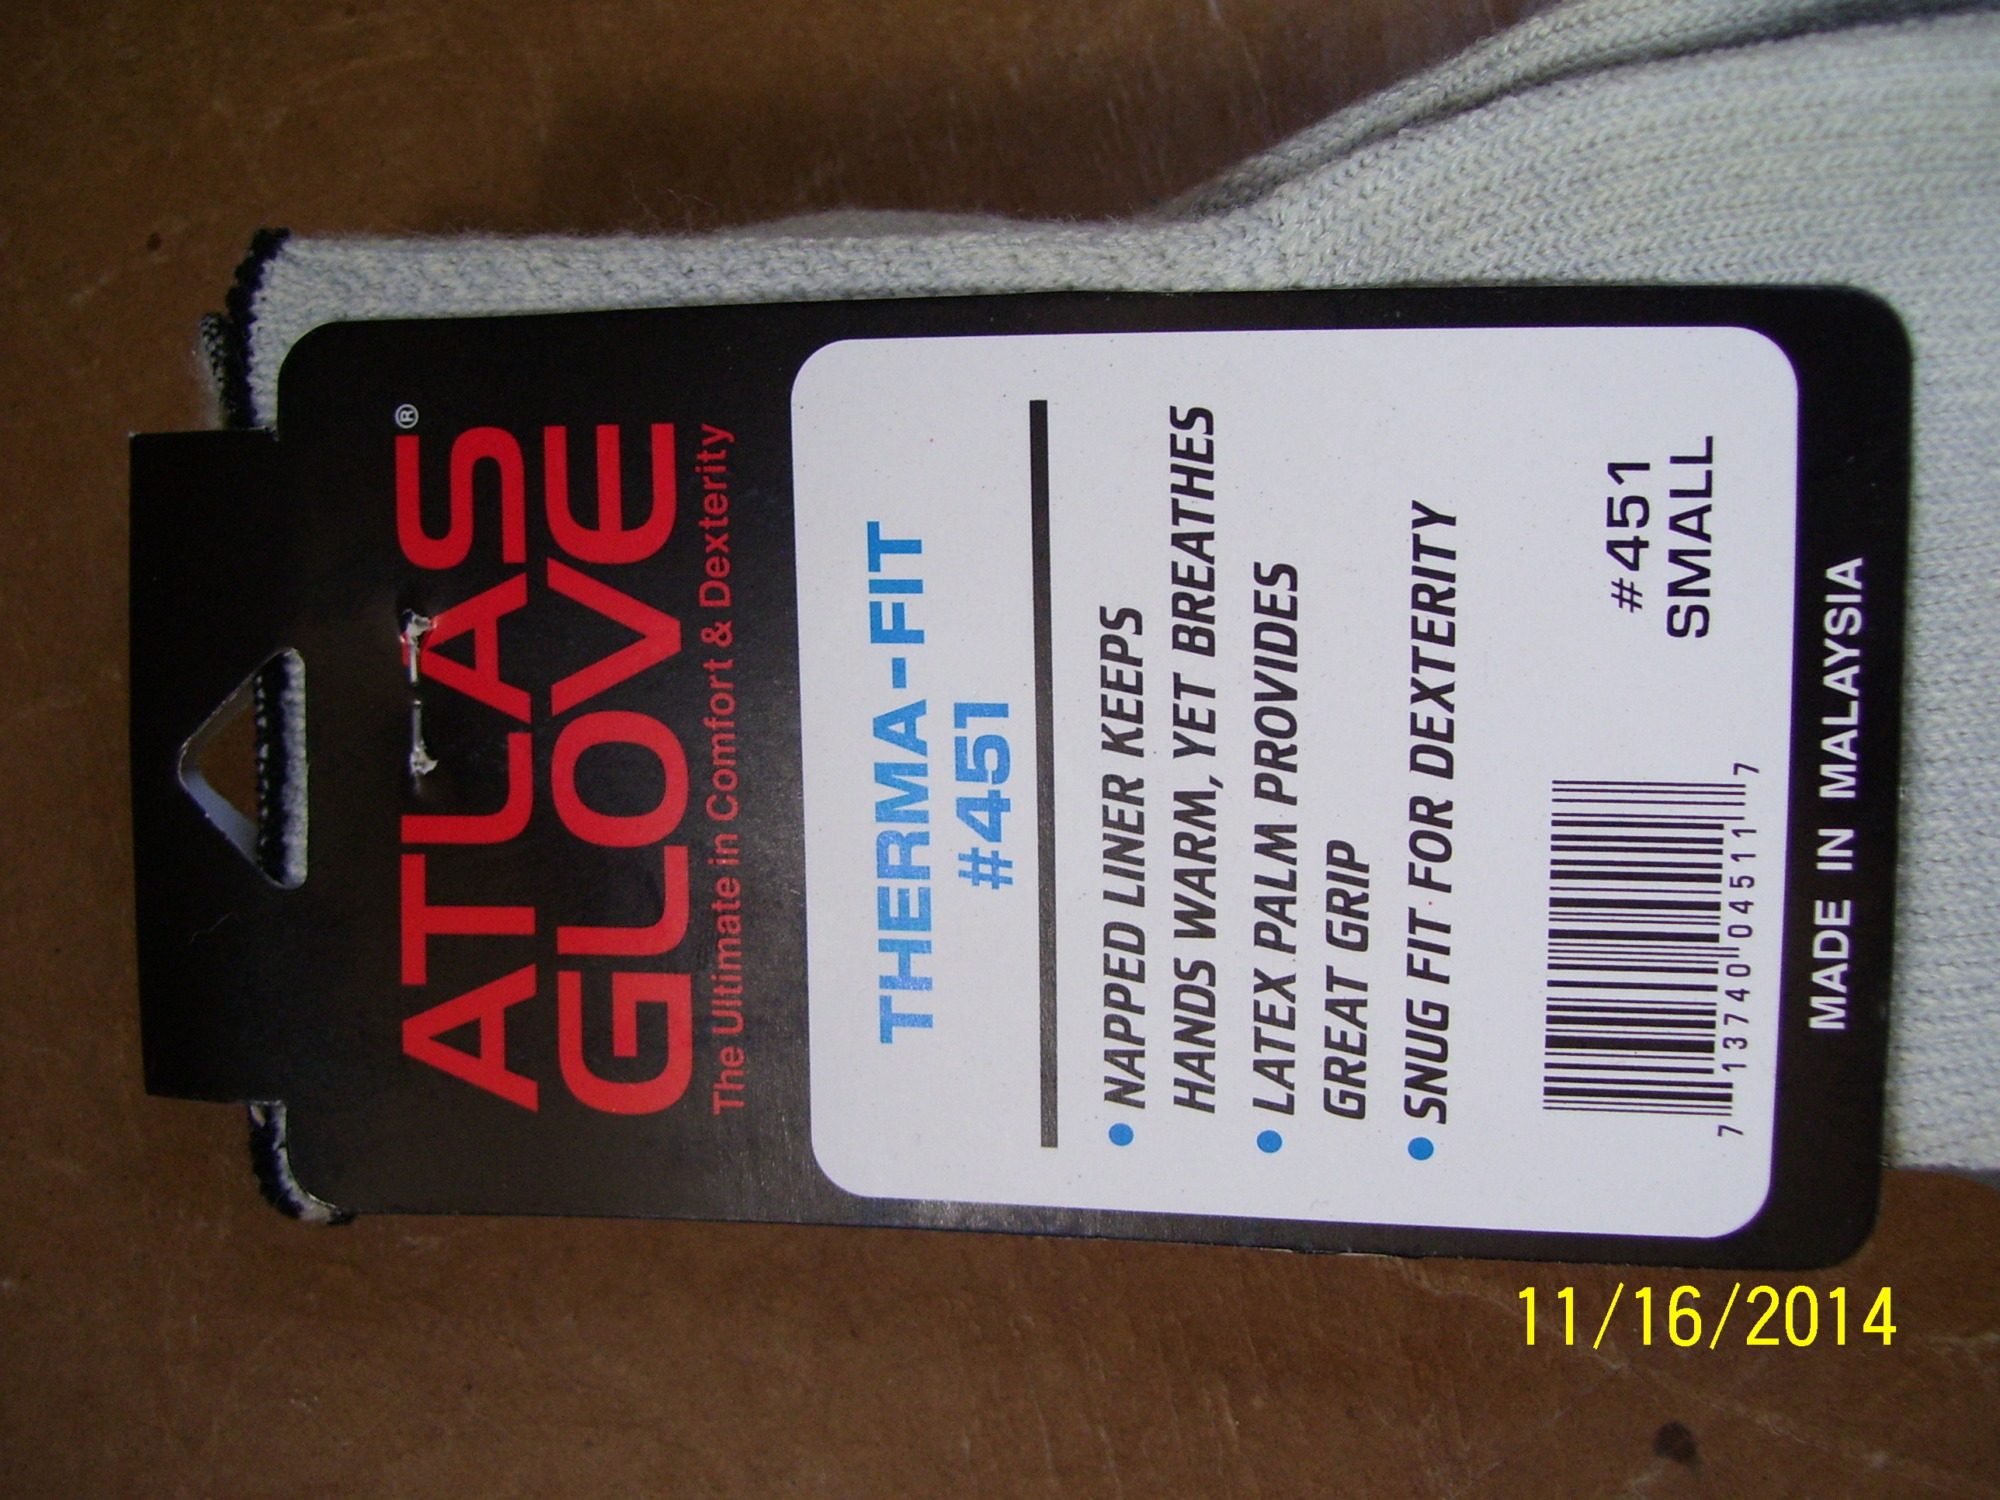 ATLAS®
GLOVE
The Ultimate in Comfort & Dexterity
THERMA-FIT
#451
• NAPPED LINER KEEPS
HANDS WARM, YET BREATHES
• LATEX PALM PROVIDES
GREAT GRIP
• SNUG FIT FOR DEXTERITY
#451
SMALL
7 13740 04511 7
MADE IN MALAYSIA
11/16/2014